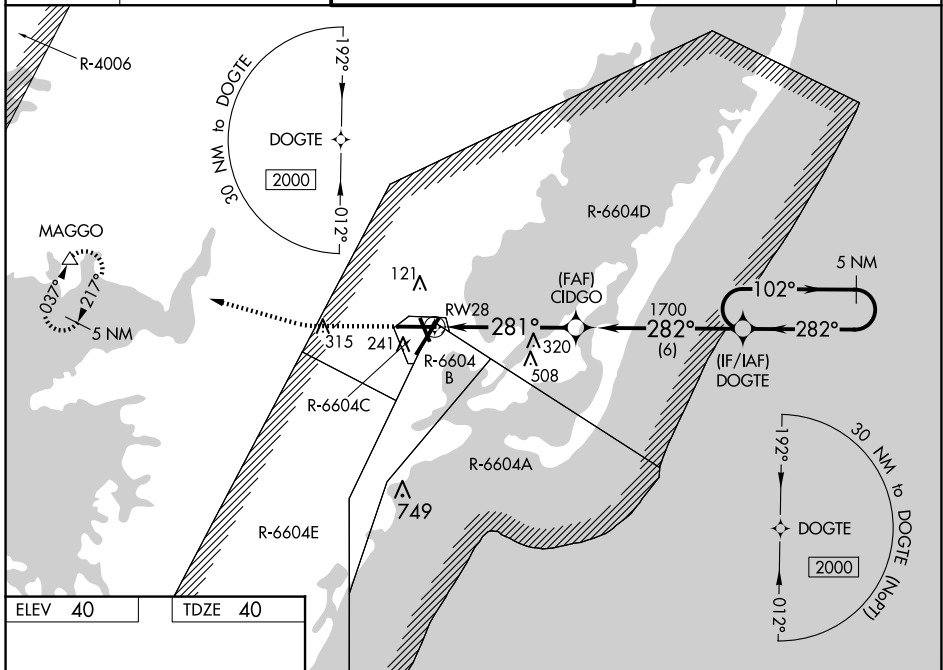 R-4006
192°
30 NM to DOGTE
DOGTE
2000
012°
R-6604D
MAGGO
037°
217°
5 NM
121
(FAF)
CIDGO
5 NM
102°
RW28
281°
1700
282°
(6)
282°
315
241
320
R-6604
B
508
(IF/IAF)
DOGTE
R-6604C
R-6604A
192°
30 NM to DOGTE (NoPT)
749
DOGTE
R-6604E
2000
012°
ELEV 40
TDZE 40